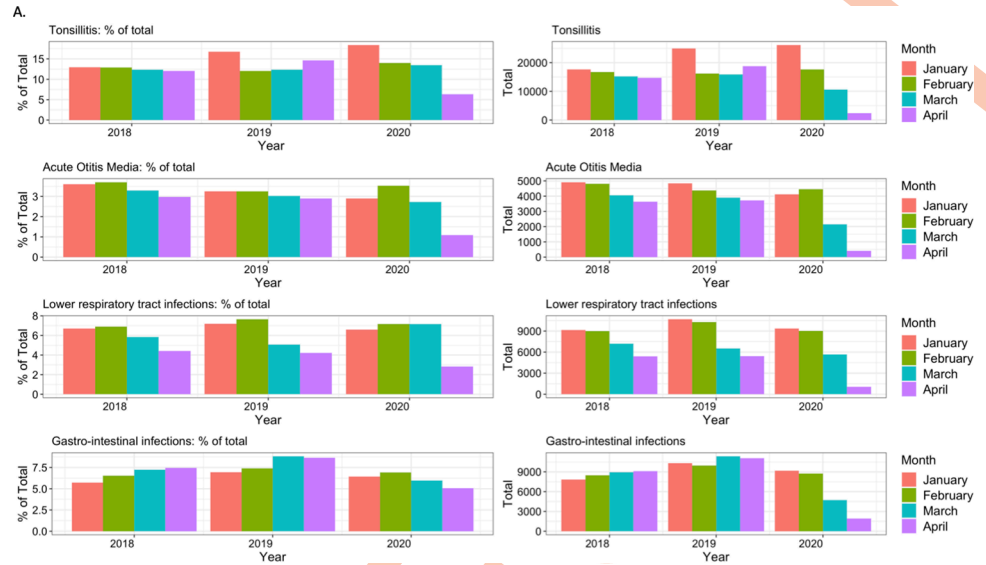 A.
Tonsillitis: % of total
% of Total
15
10
5
0
2018
2019
2020
Year
Tonsillitis
Total
20000
10000
0
2018
2019
2020
Year
Month
January
February
March
April
Acute Otitis Media: % of total
% of Total
3
2
1
0
2018
2019
2020
Year
Acute Otitis Media
Total
5000
4000
3000
2000
1000
0
2018
2019
2020
Year
Month
January
February
March
April
Lower respiratory tract infections: % of total
% of Total
8
6
4
2
0
2018
2019
2020
Year
Lower respiratory tract infections
Total
9000
6000
3000
0
2018
2019
2020
Year
Month
January
February
March
April
Gastro-intestinal infections: % of total
% of Total
7.5
5.0
2.5
0.0
2018
2019
2020
Year
Gastro-intestinal infections
Total
9000
6000
3000
0
2018
2019
2020
Year
Month
January
February
March
April